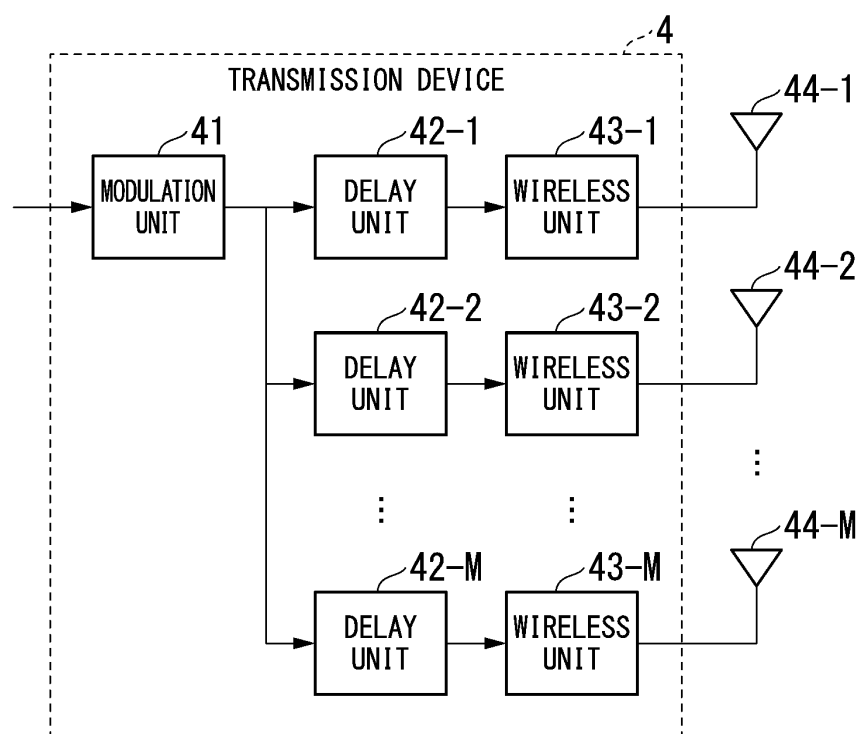 4
TRANSMISSION DEVICE
44-1
41
42-1
43-1
MODULATION
UNIT
DELAY
UNIT
WIRELESS
UNIT
44-2
42-2
43-2
DELAY
UNIT
WIRELESS
UNIT
44-M
42-M
43-M
DELAY
UNIT
WIRELESS
UNIT